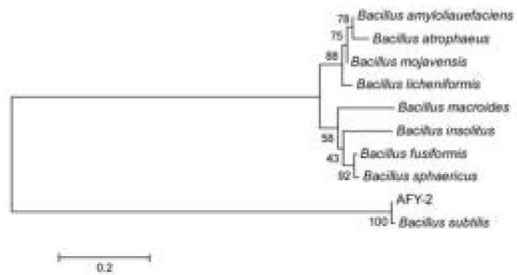 Bacillus amyloliauefaciens
78
Bacillus atrophaeus
75
Bacillus mojavensis
88
Bacillus licheniformis
Bacillus macroides
58
Bacillus insolitus
43
Bacillus fusiformis
92
Bacillus sphaericus
AFY-2
100
Bacillus subtilis
0.2